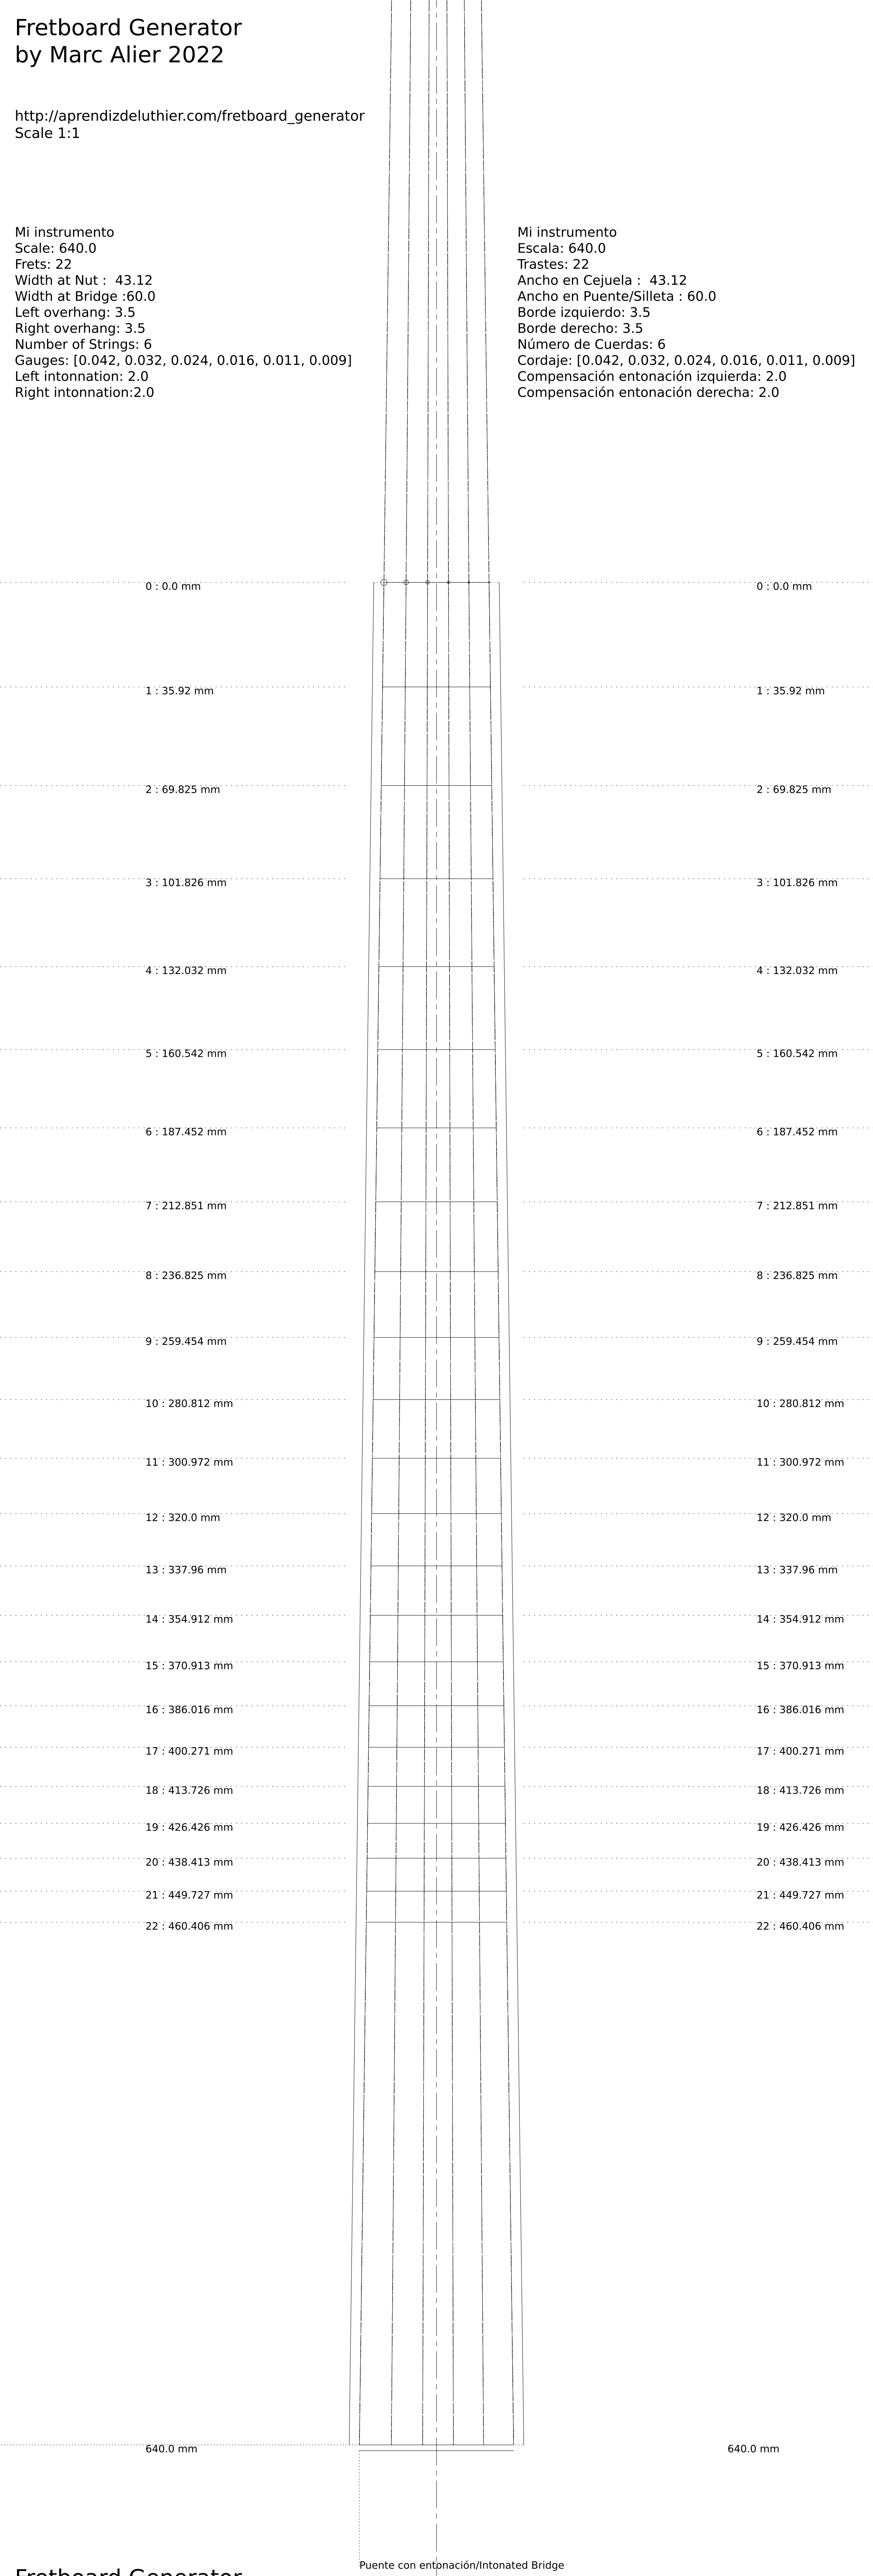 Fretboard Generator
by Marc Alier 2022
http://aprendizdeluthier.com/fretboard_generator
Scale 1:1
Mi instrumento
Scale: 640.0
Frets: 22
Width at Nut :  43.12
Width at Bridge :60.0
Left overhang: 3.5
Right overhang: 3.5
Number of Strings: 6
Gauges: [0.042, 0.032, 0.024, 0.016, 0.011, 0.009]
Left intonnation: 2.0
Right intonnation:2.0
Mi instrumento
Escala: 640.0
Trastes: 22
Ancho en Cejuela :  43.12
Ancho en Puente/Silleta : 60.0
Borde izquierdo: 3.5
Borde derecho: 3.5
Número de Cuerdas: 6
Cordaje: [0.042, 0.032, 0.024, 0.016, 0.011, 0.009]
Compensación entonación izquierda: 2.0
Compensación entonación derecha: 2.0
0 : 0.0 mm
0 : 0.0 mm
1 : 35.92 mm
1 : 35.92 mm
2 : 69.825 mm
2 : 69.825 mm
3 : 101.826 mm
3 : 101.826 mm
4 : 132.032 mm
4 : 132.032 mm
5 : 160.542 mm
5 : 160.542 mm
6 : 187.452 mm
6 : 187.452 mm
7 : 212.851 mm
7 : 212.851 mm
8 : 236.825 mm
8 : 236.825 mm
9 : 259.454 mm
9 : 259.454 mm
10 : 280.812 mm
10 : 280.812 mm
11 : 300.972 mm
11 : 300.972 mm
12 : 320.0 mm
12 : 320.0 mm
13 : 337.96 mm
13 : 337.96 mm
14 : 354.912 mm
14 : 354.912 mm
15 : 370.913 mm
15 : 370.913 mm
16 : 386.016 mm
16 : 386.016 mm
17 : 400.271 mm
17 : 400.271 mm
18 : 413.726 mm
18 : 413.726 mm
19 : 426.426 mm
19 : 426.426 mm
20 : 438.413 mm
20 : 438.413 mm
21 : 449.727 mm
21 : 449.727 mm
22 : 460.406 mm
22 : 460.406 mm
640.0 mm
640.0 mm
Puente con entonación/Intonated Bridge
Fretboard Generator